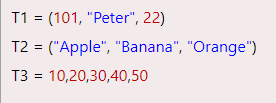 T1 = (101, "Peter", 22)
T2 = ("Apple", "Banana", "Orange")
T3 = 10,20,30,40,50